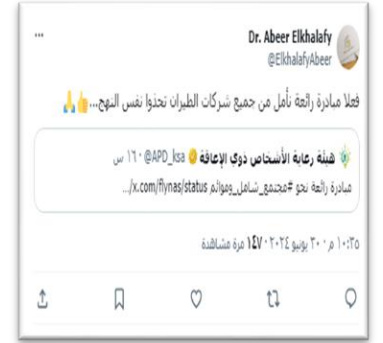 Dr. Abeer Elkhalafy
@ElkhalafyAbeer
فعلا مبادرة رائعة نأمل من جميع شركات الطيران تحذوا نفس النهج...👍🙏
هيئة رعاية الأشخاص ذوي الإعاقة @APD_ksa · ١٦ س
مبادرة رائعة نحو #مجتمع_شامل_وموائم x.com/flynas/status/...
١٠:٣٥ م · ٣٠ يونيو ٢٠٢٤ · ١٤٧ مرة مشاهدة